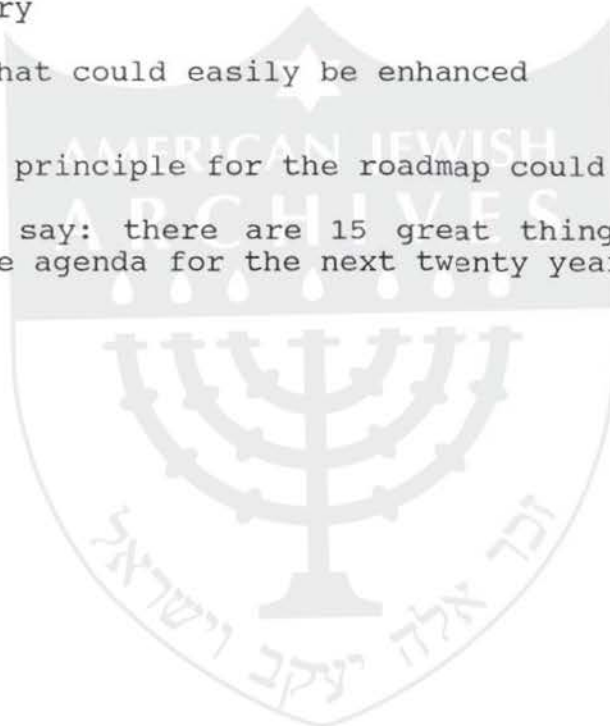 ry
hat could easily be enhanced
AMERICAN JEWISH
principle for the roadmap could
ARCHIVES
say: there are 15 great thing
e agenda for the next twenty year
זכר אלה יעקב וישראל